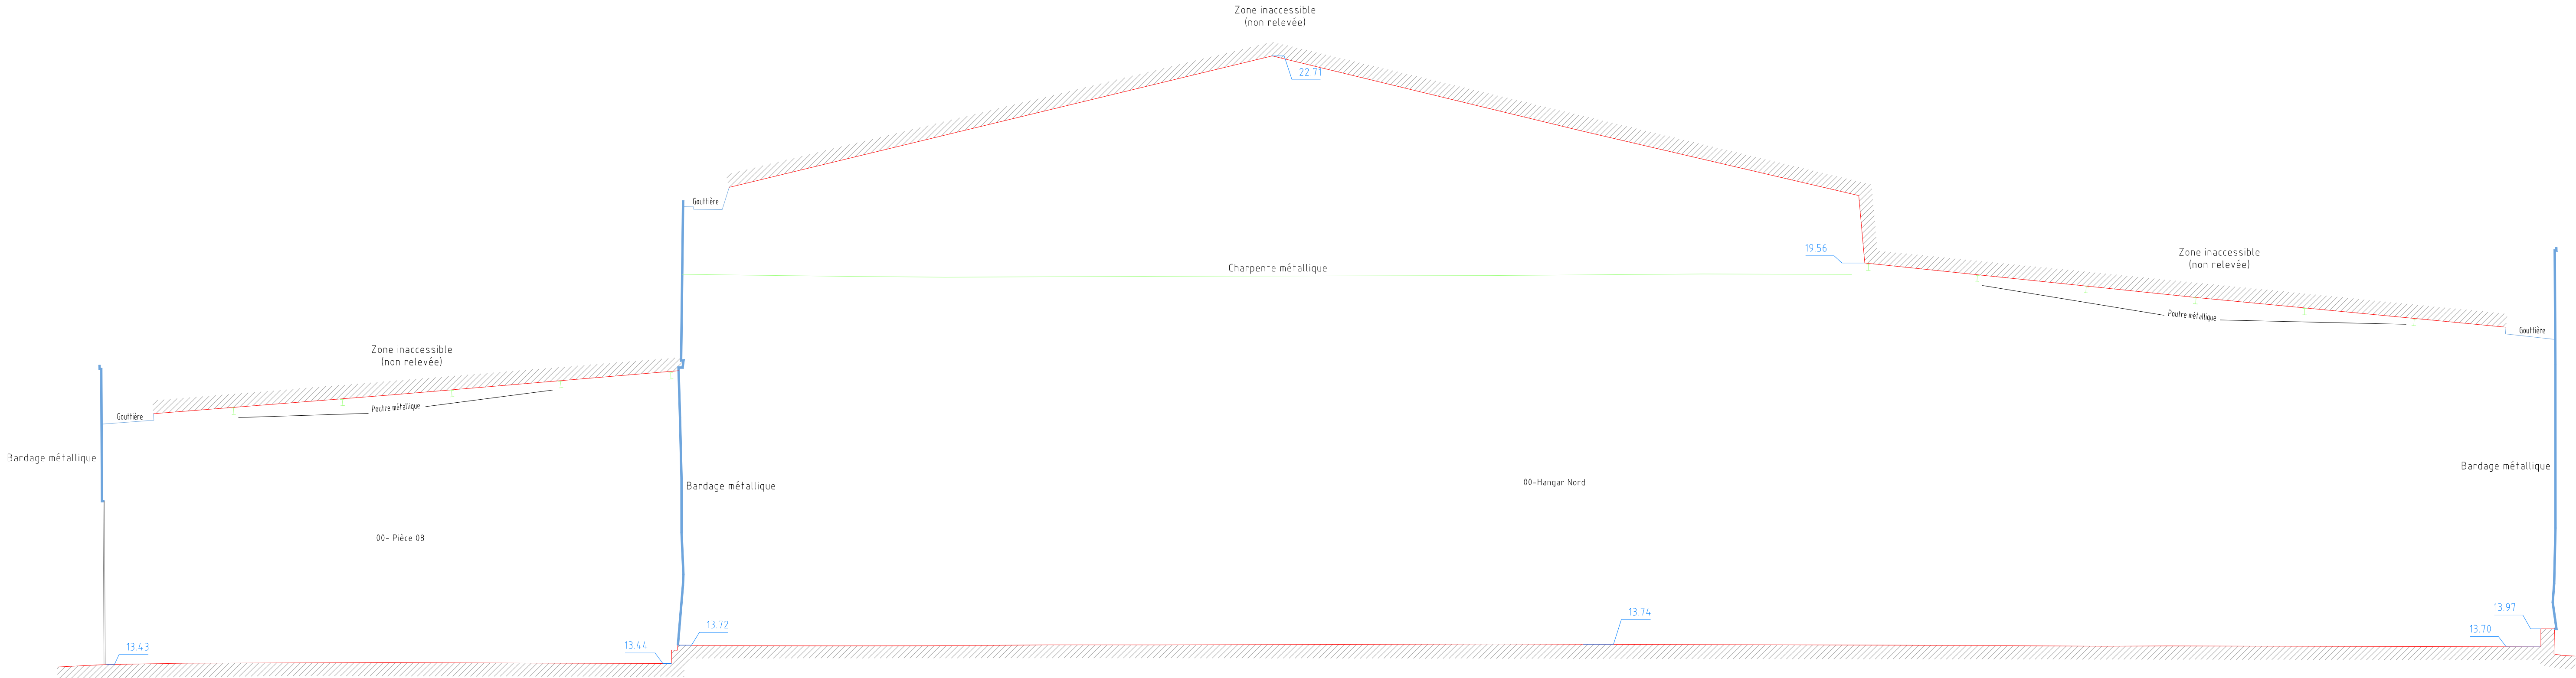 Zone inaccessible
(non relevée)
22.71
Gouttière
19.56
Charpente métallique
Zone inaccessible
(non relevée)
Poutre métallique
Gouttière
Zone inaccessible
(non relevée)
Gouttière
Poutre métallique
Bardage métallique
Bardage métallique
Bardage métallique
00-Hangar Nord
00- Pièce 08
13.43
13.44
13.72
13.74
13.97
13.70